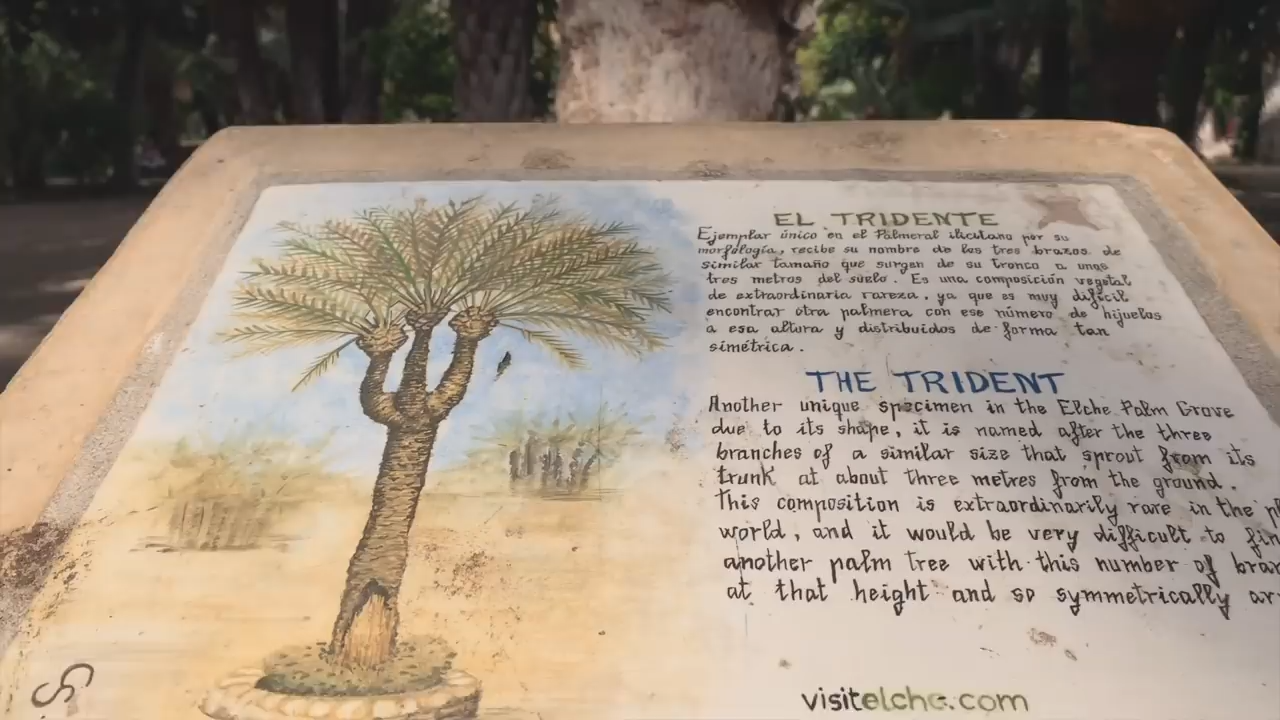 EL TRIDENTE
Ejemplar único en el Palmeral ilicitano por su
morfología, recibe su nombre de los tres brazos de
similar tamaño que surgen de su tronco a unos
tres metros del suelo. Es una composición vegetal
de extraordinaria rareza, ya que es muy difícil
encontrar otra palmera con ese número de hijuelos
a esa altura y distribuidos de forma tan
simétrica.
THE TRIDENT
Another unique specimen in the Elche Palm Grove
due to its shape, it is named after the three
branches of a similar size that sprout from its
trunk at about three metres from the ground.
This composition is extraordinarily rare in the
world, and it would be very difficult to
another palm tree with this number of
at that height and so symmetrically
visitelche.com